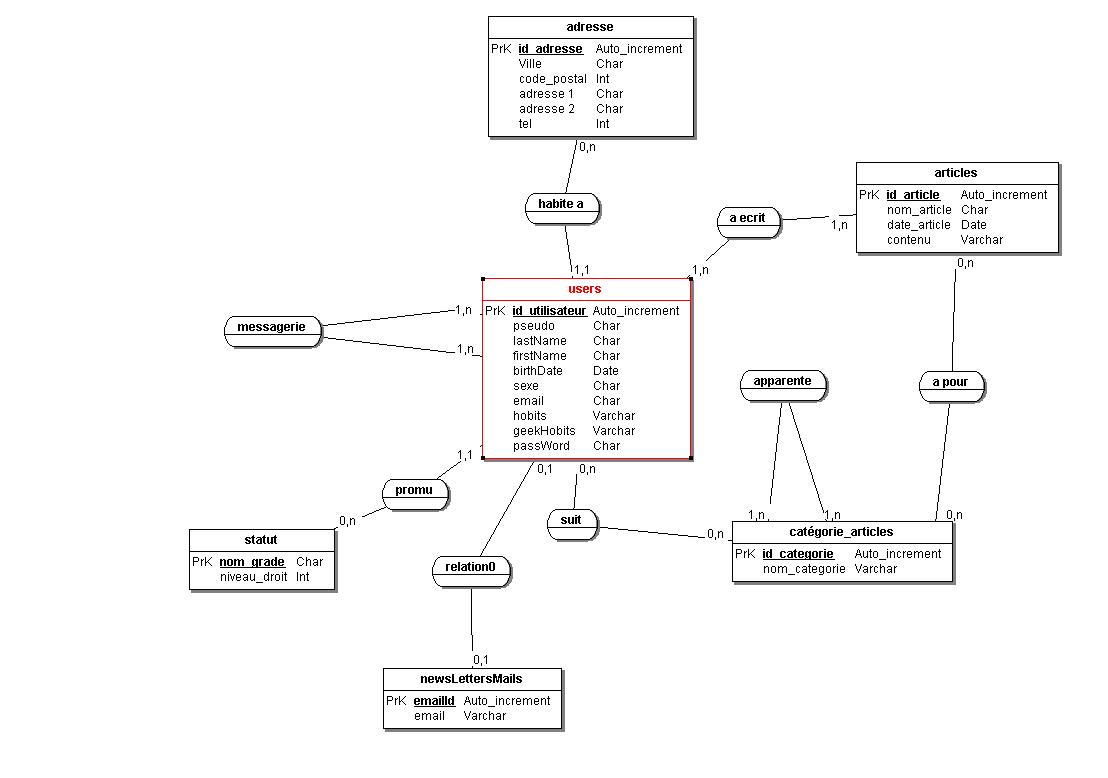 adresse
PrK id_adresse Auto_increment
Ville Char
code_postal Int
adresse 1 Char
adresse 2 Char
tel Int
0,n
habite a
1,1
articles
PrK id_article Auto_increment
nom_article Char
date_article Date
contenu Varchar
a ecrit
1,n
1,n
0,n
users
PrK id_utilisateur Auto_increment
pseudo Char
lastName Char
firstName Char
birthDate Date
sexe Char
email Char
hobits Varchar
geekHobits Varchar
passWord Char
messagerie
1,n
1,n
apparente
a pour
1,1
promu
0,n
0,1
0,n
suit
0,n
1,n
1,n
0,n
statut
PrK nom_grade Char
niveau_droit Int
catégorie_articles
PrK id_categorie Auto_increment
nom_categorie Varchar
relation0
0,1
newsLettersMails
PrK emailId Auto_increment
email Varchar